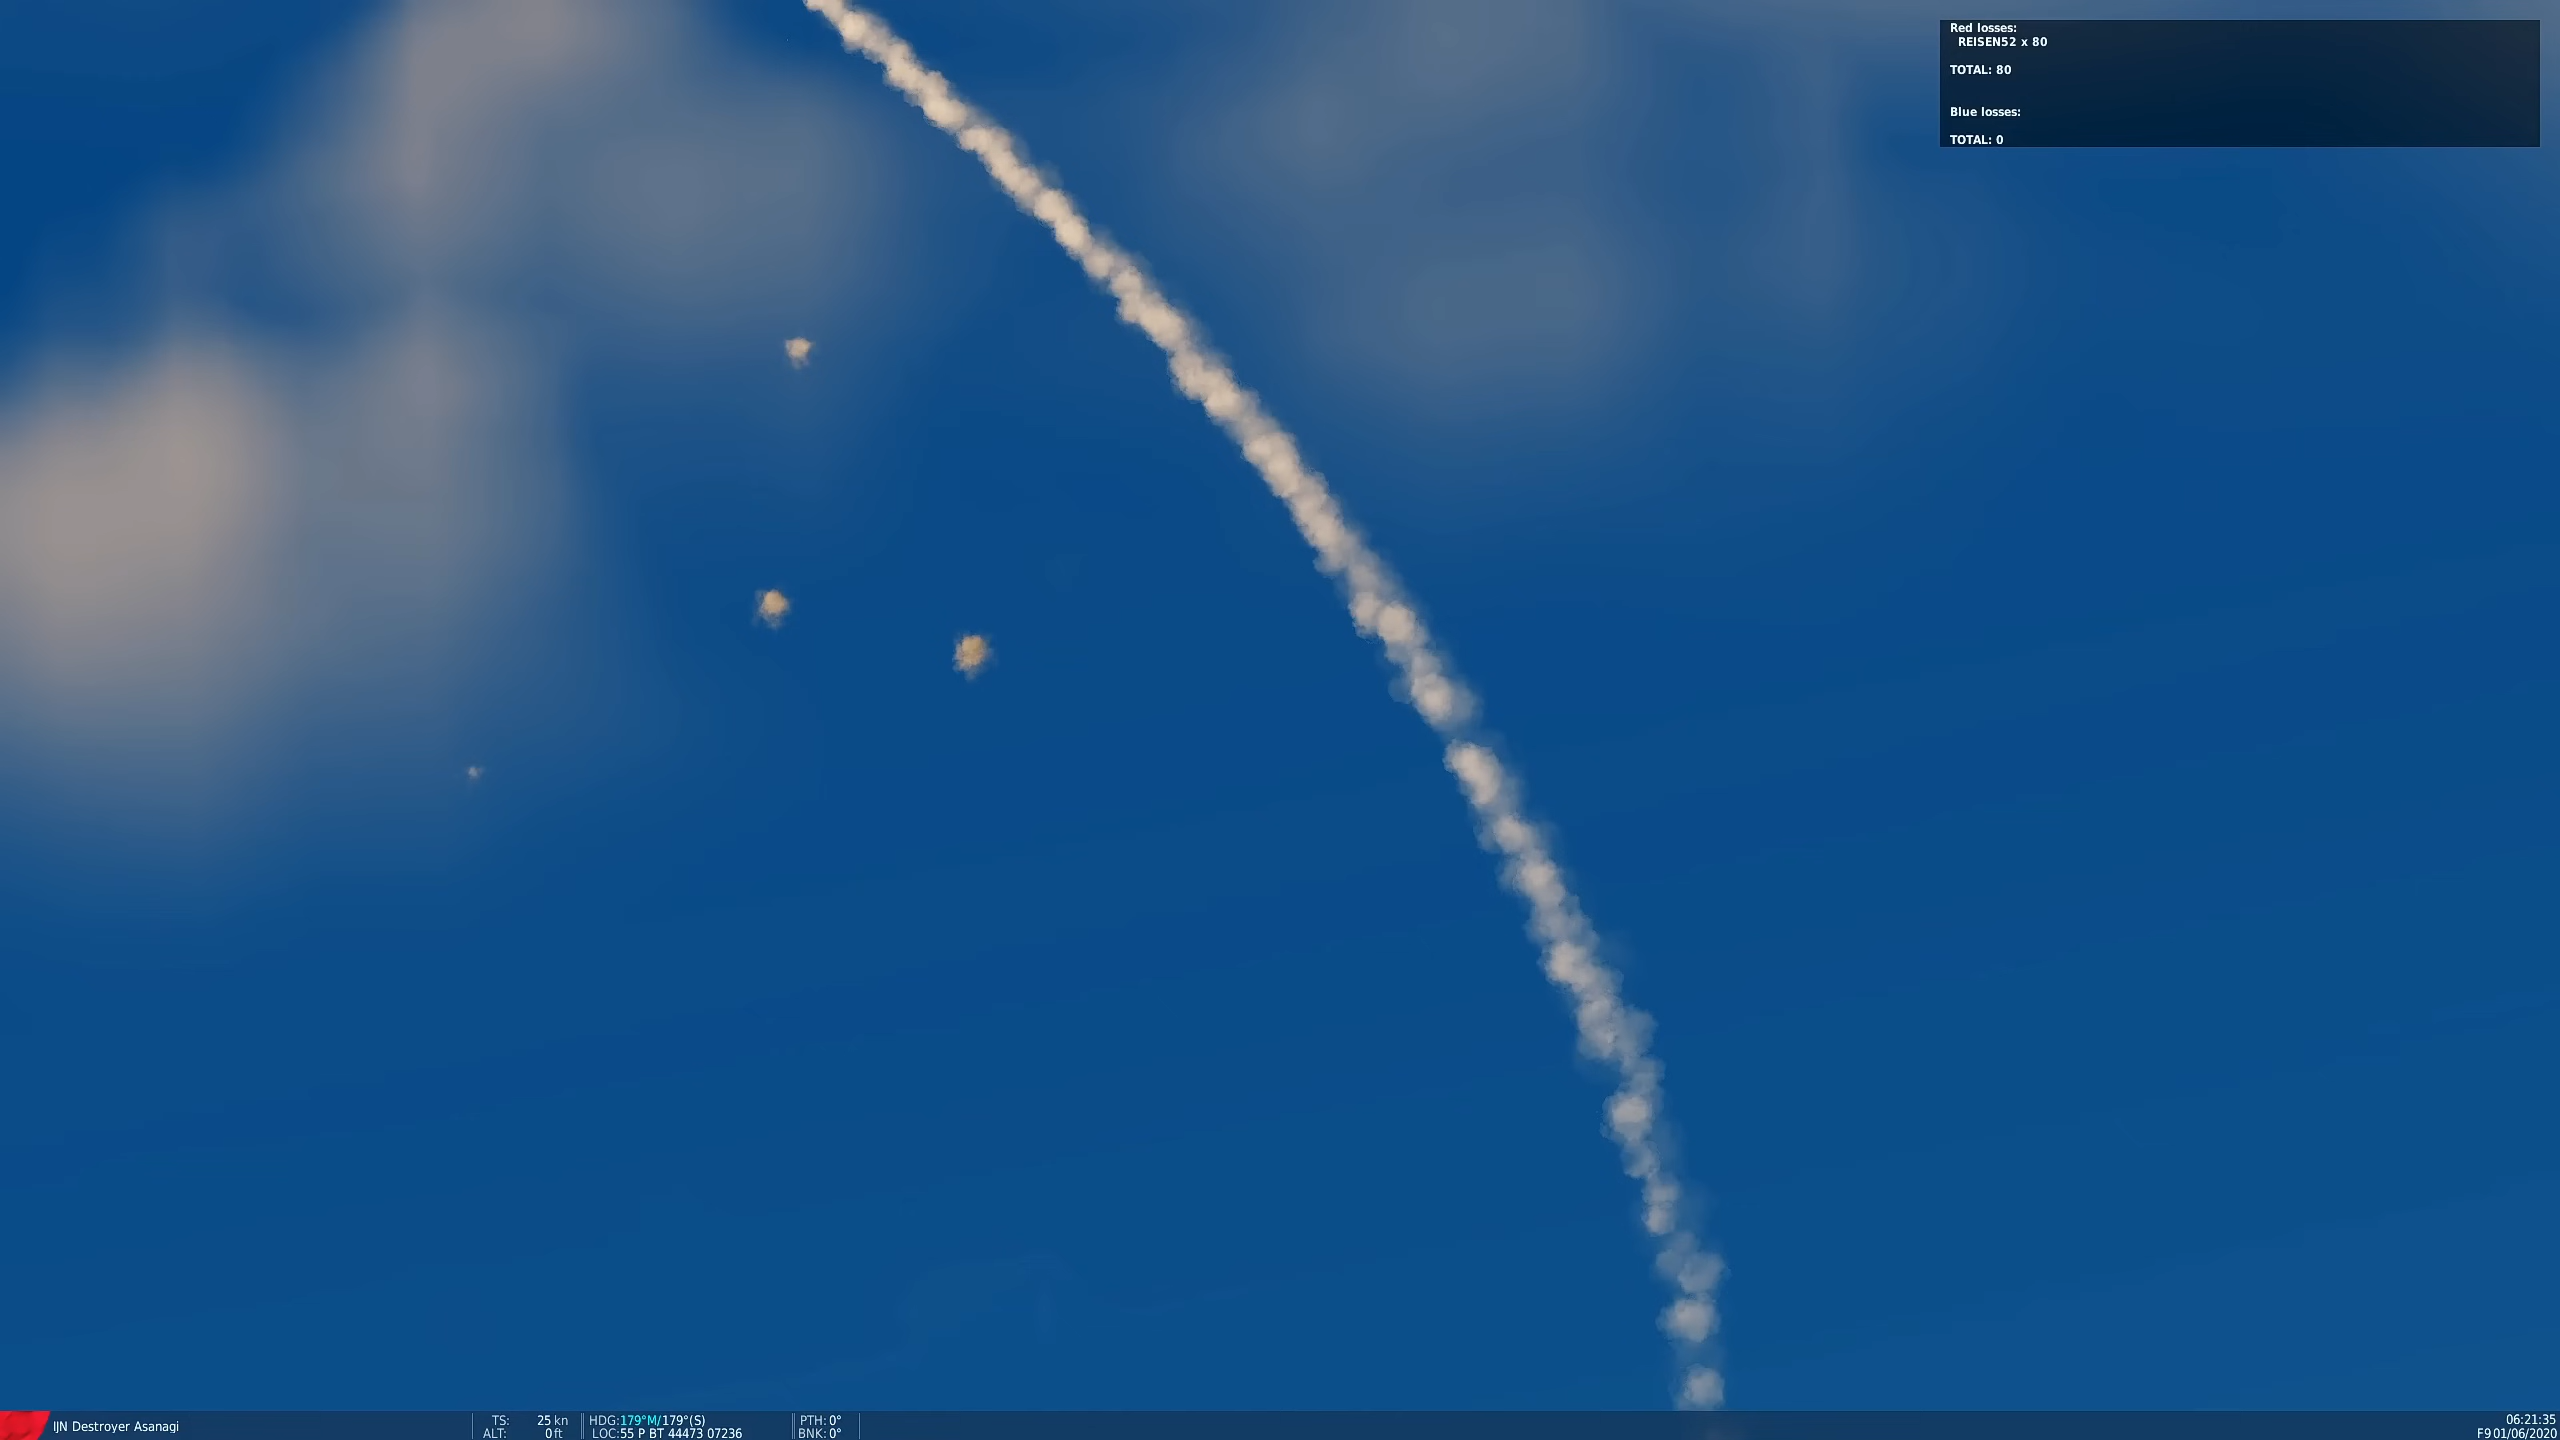 Red losses:
REISEN52 x 80
TOTAL: 80
Blue losses:
TOTAL: 0
IJN Destroyer Asanagi
TS: 25 kn
ALT: 0 ft
HDG:179°M/179°(S)
LOC:55 P BT 44473 07236
PTH: 0°
BNK: 0°
06:21:35
F9 01/06/2020